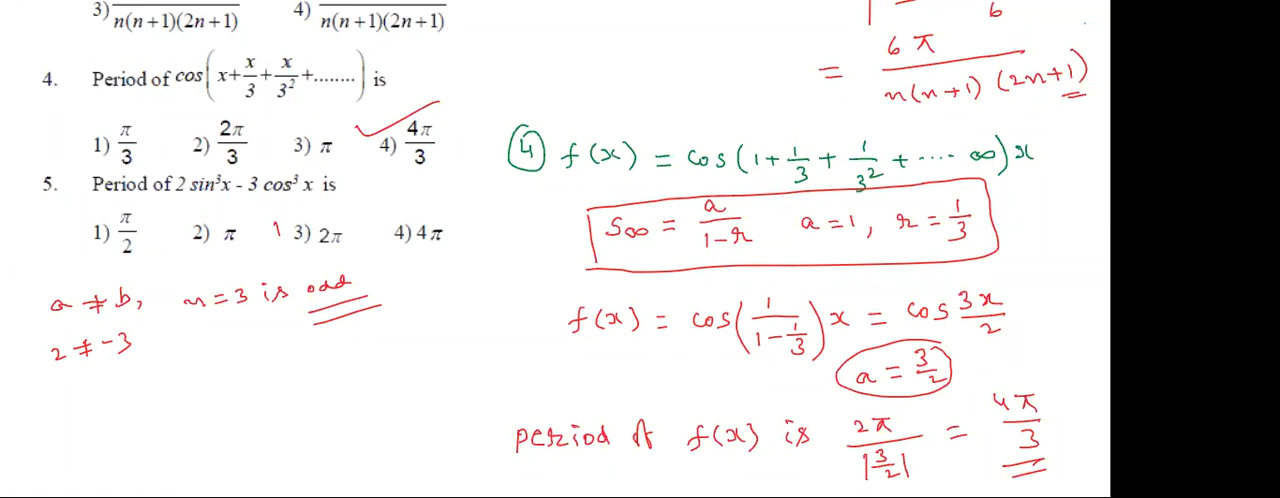 3) n(n+1)(2n+1) 4) n(n+1)(2n+1)
4. Period of cos(x + x/3 + x/3² + ........) is
1) π/3 2) 2π/3 3) π 4) 4π/3
5. Period of 2 sin³x - 3 cos³ x is
1) π/2 2) π 3) 2π 4) 4π
a ≠ b, n = 3 is odd
2 ≠ -3
6
= 6π / n(n+1)(2n+1)
④ f(x) = cos(1 + 1/3 + 1/3² + .... ∞)x
S∞ = a/(1-r) a = 1, r = 1/3
f(x) = cos(1/(1 - 1/3))x = cos 3x/2
a = 3/2
period of f(x) is 2π/|3/2| = 4π/3